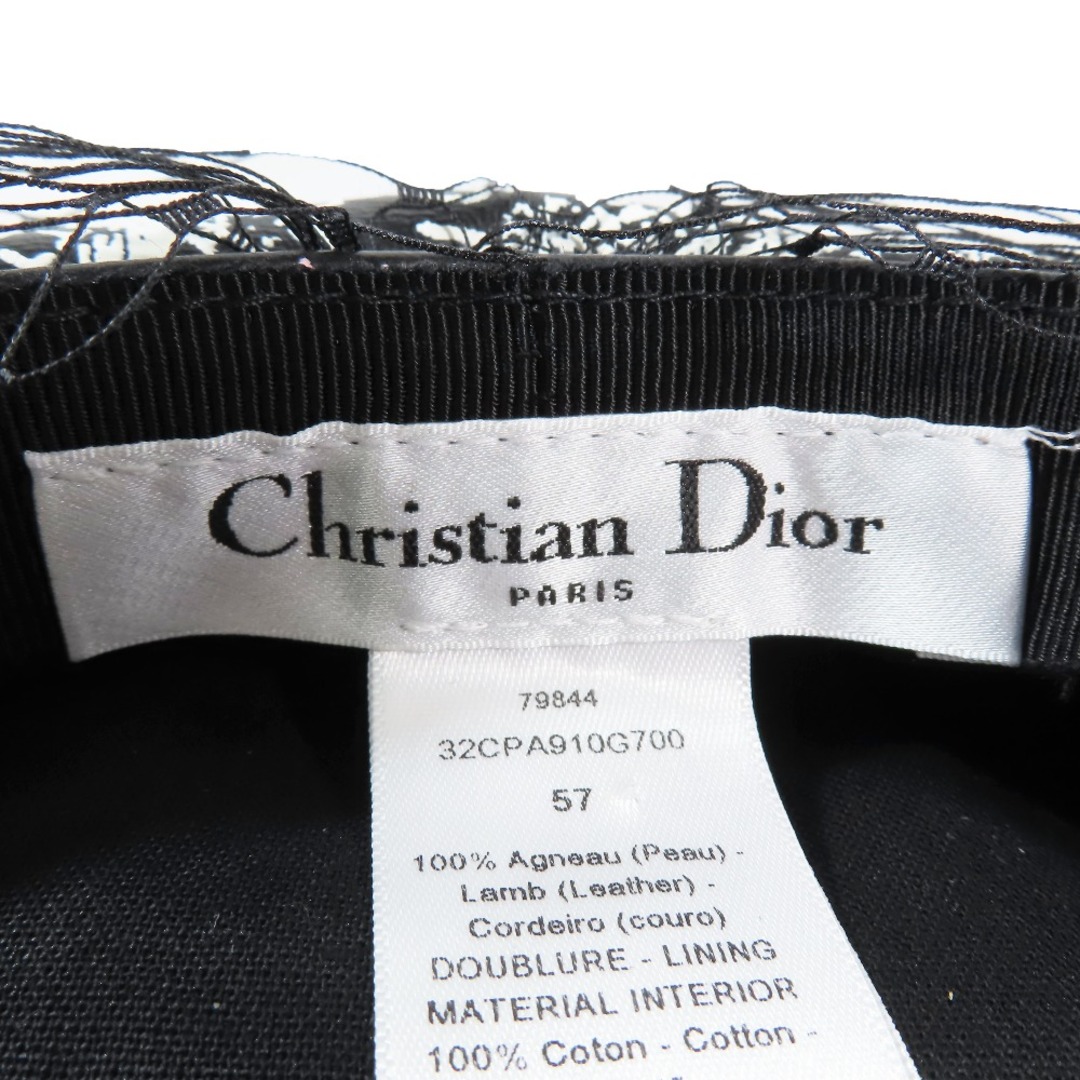 Christian Dior
PARIS
79844
32CPA910G700
57
100% Agneau (Peau) -
Lamb (Leather) -
Cordeiro (couro)
DOUBLURE - LINING
MATERIAL INTERIOR
100% Coton - Cotton -